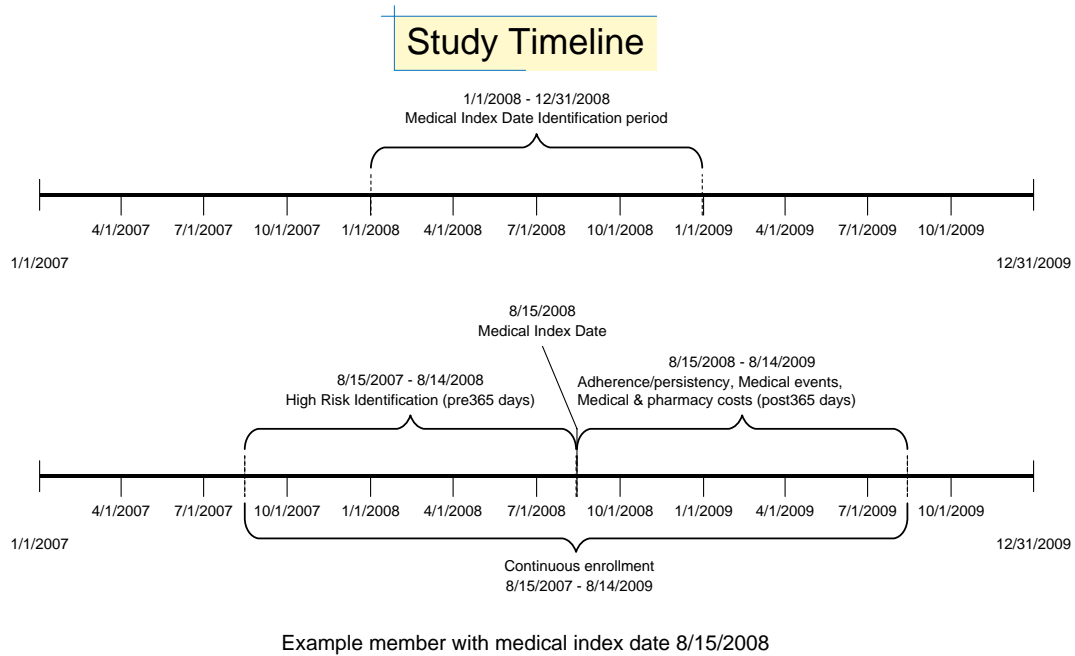 Study Timeline
1/1/2008 - 12/31/2008
Medical Index Date Identification period
4/1/2007 7/1/2007 10/1/2007 1/1/2008 4/1/2008 7/1/2008 10/1/2008 1/1/2009 4/1/2009 7/1/2009 10/1/2009
1/1/2007 12/31/2009
8/15/2008
Medical Index Date
8/15/2007 - 8/14/2008
High Risk Identification (pre365 days)
8/15/2008 - 8/14/2009
Adherence/persistency, Medical events,
Medical & pharmacy costs (post365 days)
4/1/2007 7/1/2007 10/1/2007 1/1/2008 4/1/2008 7/1/2008 10/1/2008 1/1/2009 4/1/2009 7/1/2009 10/1/2009
1/1/2007 12/31/2009
Continuous enrollment
8/15/2007 - 8/14/2009
Example member with medical index date 8/15/2008